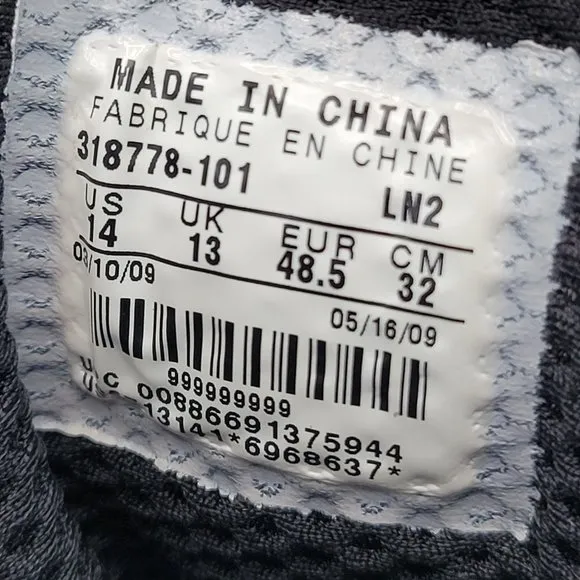 MADE IN CHINA
FABRIQUE EN CHINE
318778-101 LN2
US UK EUR CM
14 13 48.5 32
03/10/09 05/16/09
999999999
00886691375944
13141*6968637*